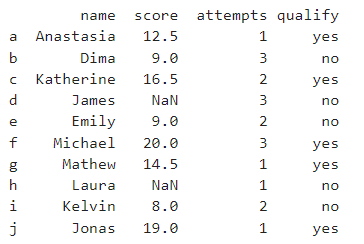 name score attempts qualify
a Anastasia 12.5 1 yes
b Dima 9.0 3 no
c Katherine 16.5 2 yes
d James NaN 3 no
e Emily 9.0 2 no
f Michael 20.0 3 yes
g Mathew 14.5 1 yes
h Laura NaN 1 no
i Kelvin 8.0 2 no
j Jonas 19.0 1 yes